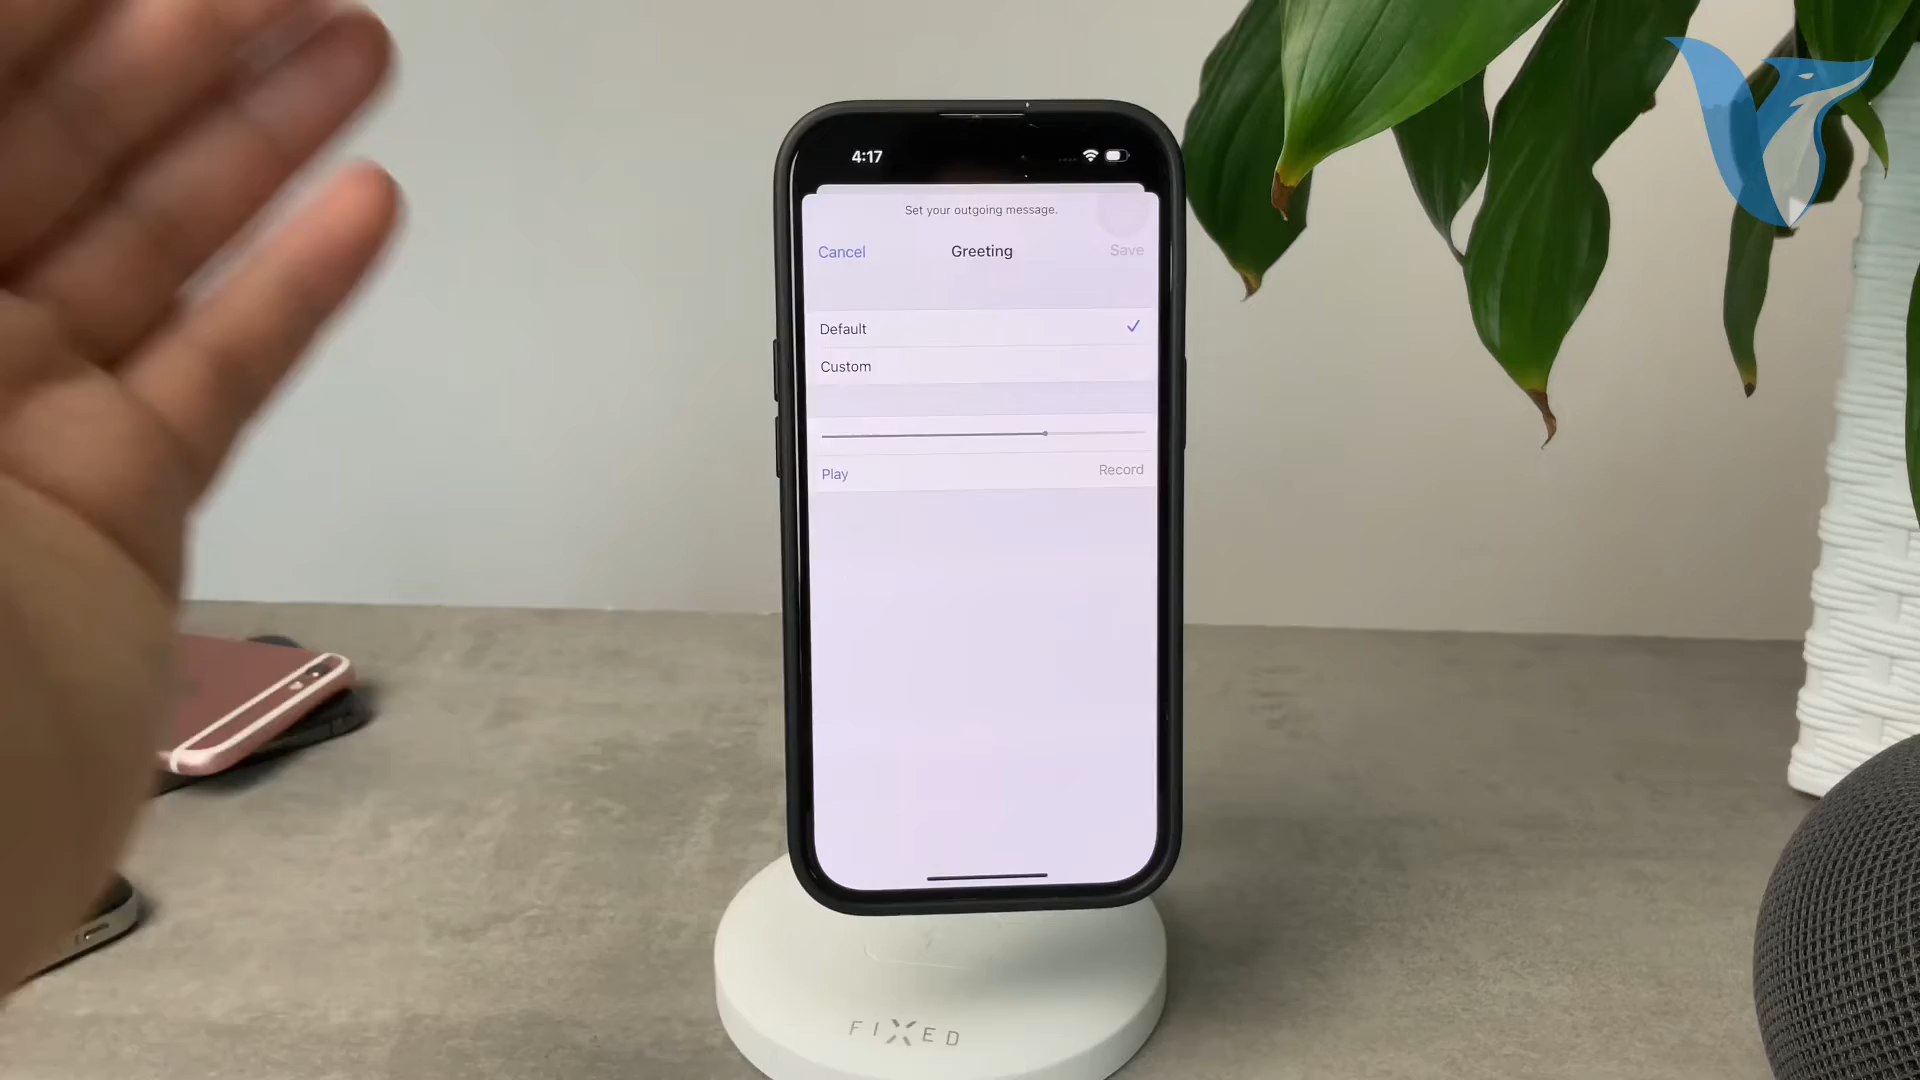 4:17
Set your outgoing message.
Cancel Greeting Save
Default
Custom
Play Record
FIXED